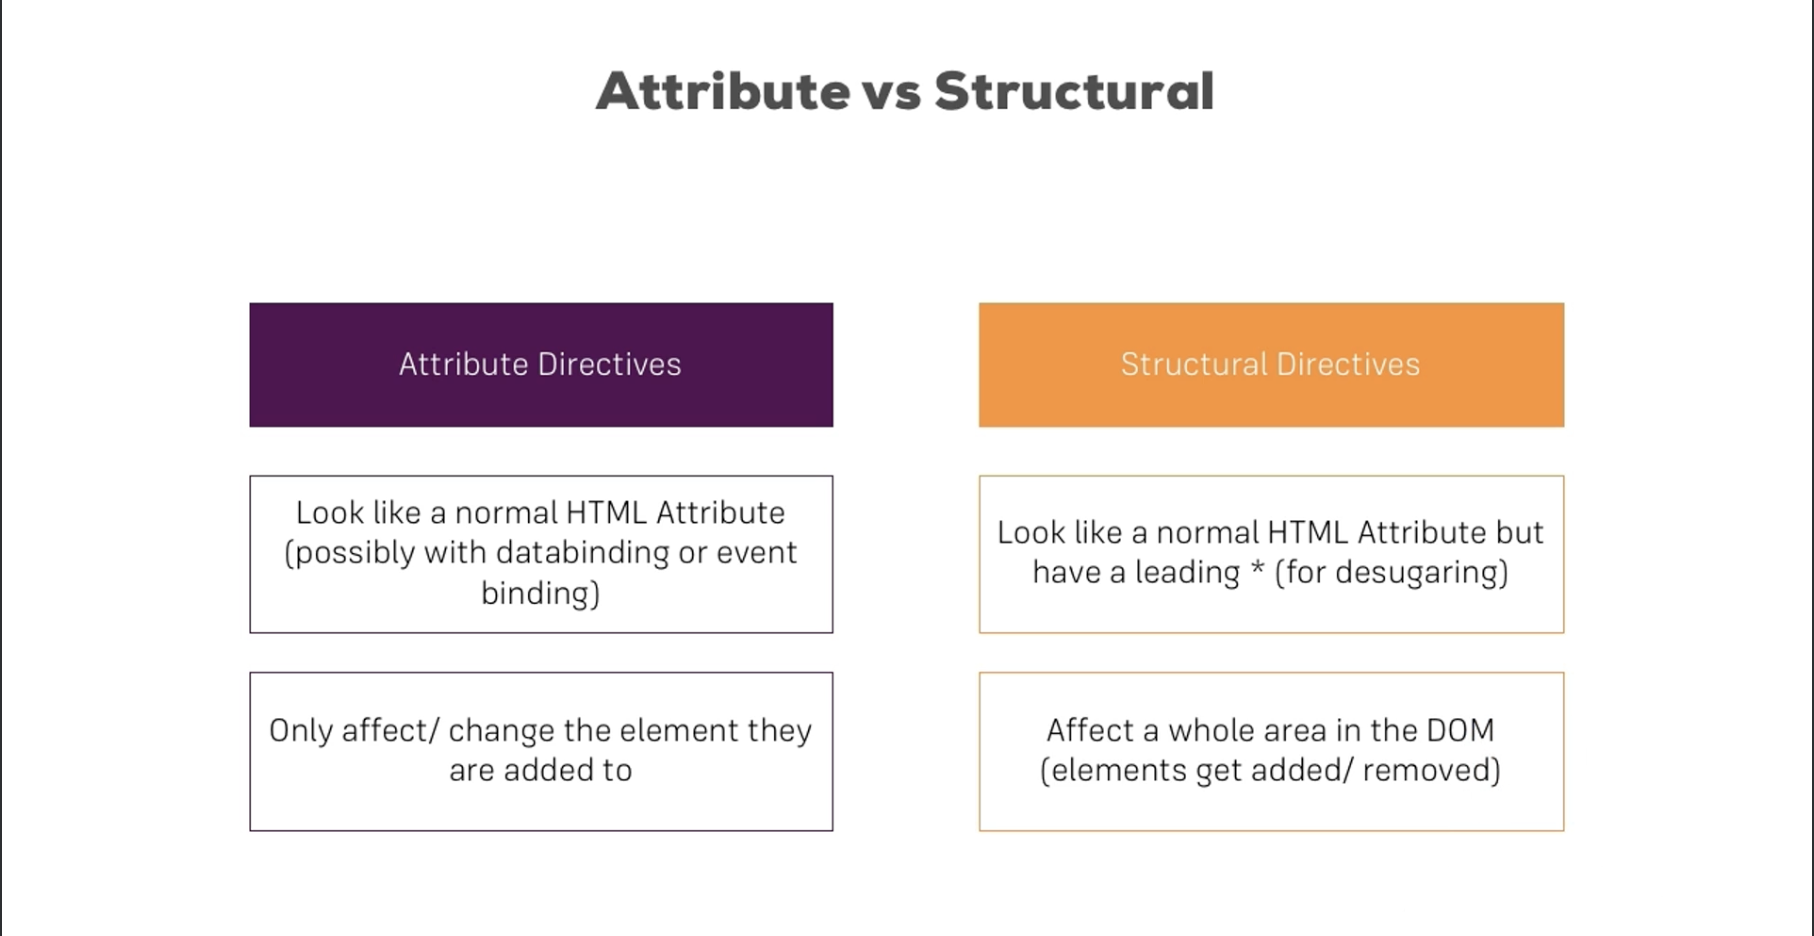 Attribute vs Structural
Attribute Directives
Look like a normal HTML Attribute
(possibly with databinding or event
binding)
Only affect/ change the element they
are added to
Structural Directives
Look like a normal HTML Attribute but
have a leading * (for desugaring)
Affect a whole area in the DOM
(elements get added/ removed)